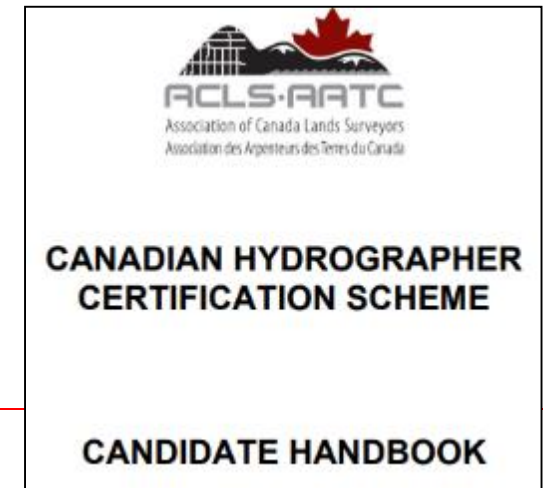 ACLS·AATC
Association of Canada Lands Surveyors
Association des Arpenteurs des Terres du Canada
CANADIAN HYDROGRAPHER
CERTIFICATION SCHEME
CANDIDATE HANDBOOK